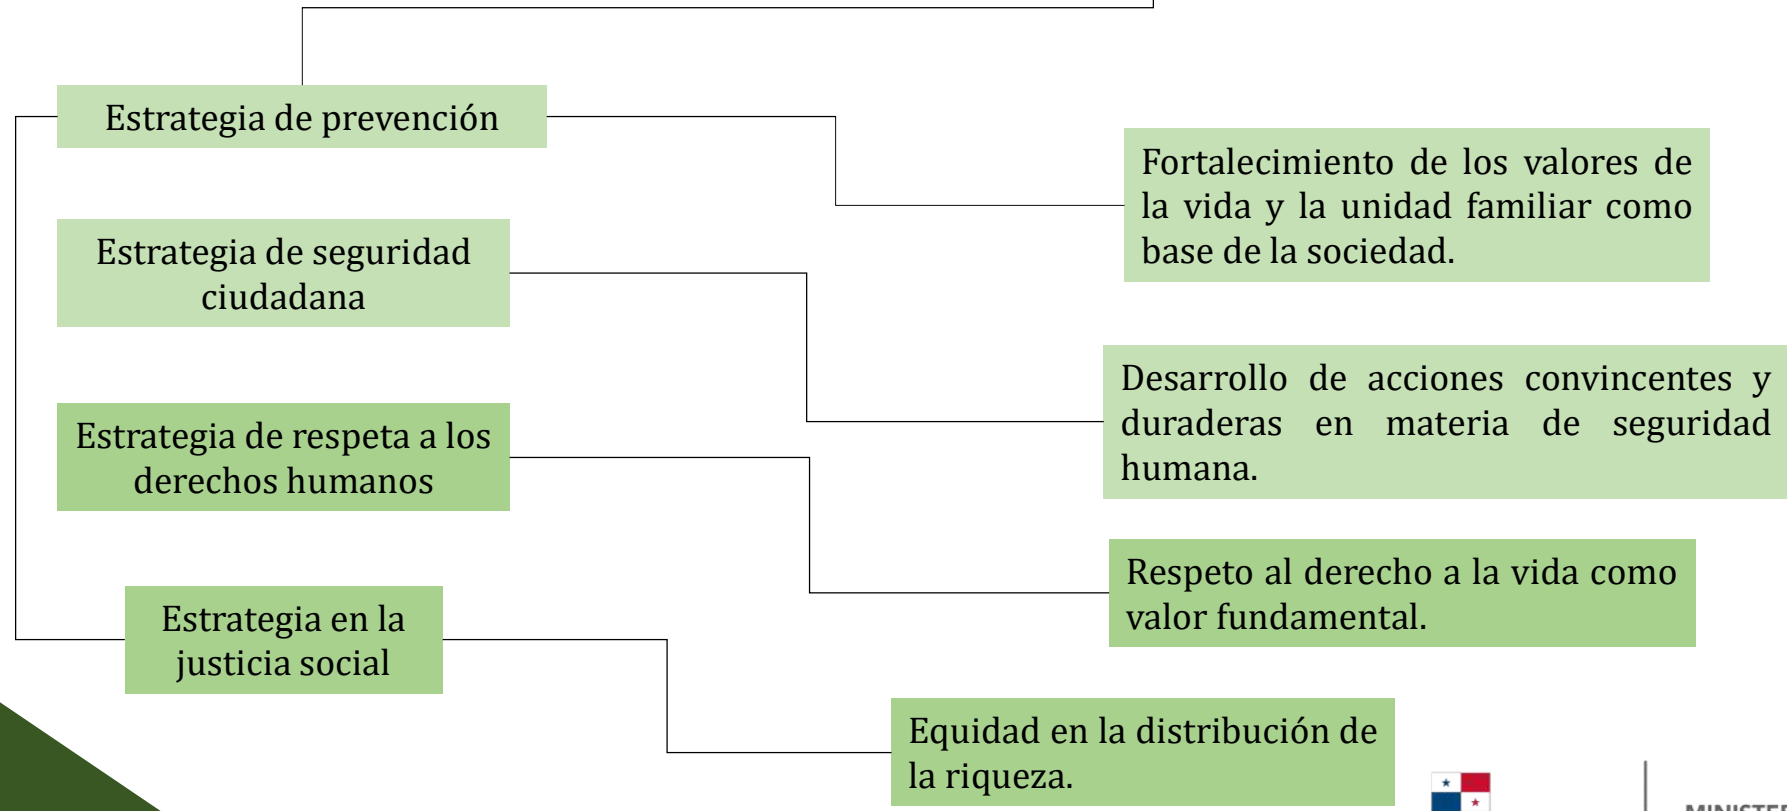 Estrategia de prevención
Fortalecimiento de los valores de
la vida y la unidad familiar como
base de la sociedad.
Estrategia de seguridad
ciudadana
Desarrollo de acciones convincentes y
duraderas en materia de seguridad
humana.
Estrategia de respeta a los
derechos humanos
Respeto al derecho a la vida como
valor fundamental.
Estrategia en la
justicia social
Equidad en la distribución de
la riqueza.